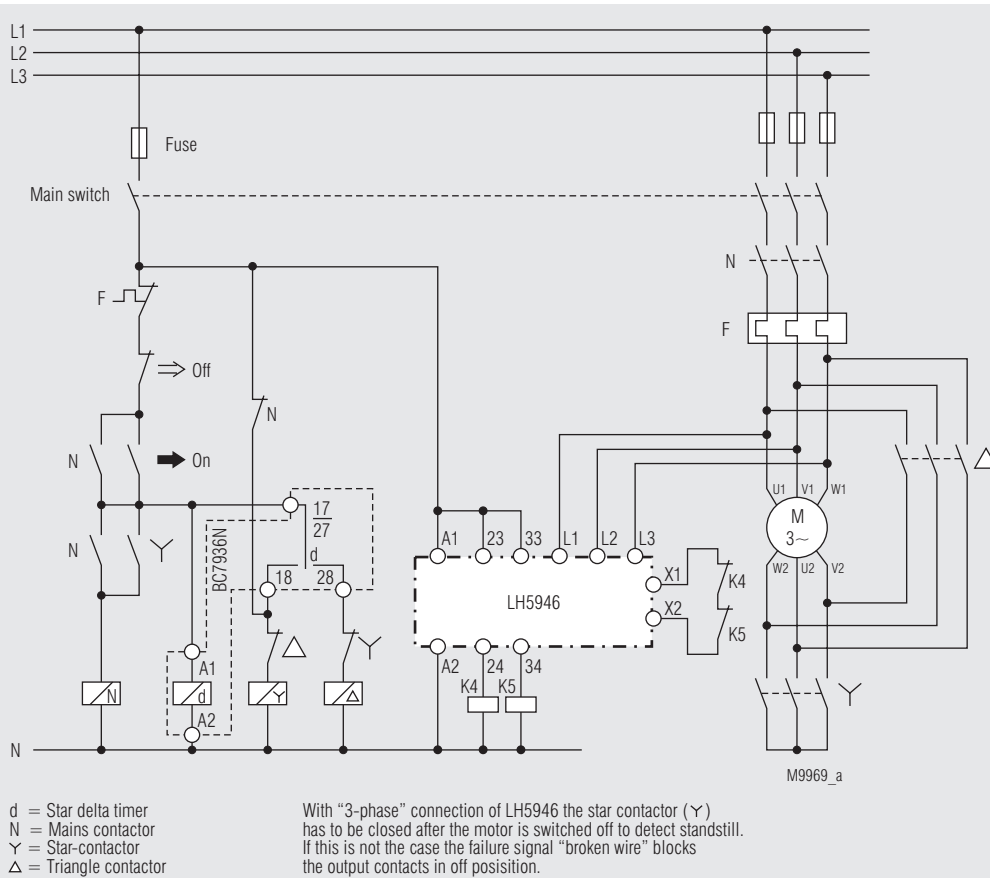 L1
L2
L3
Fuse
Main switch
N
F
F
Off
N
N
On
17
27
d
BC7936N
N
18
28
A1
N
d
Y
△
A2
△
Y
A1
23
33
L1
L2
L3
X1
K4
LH5946
X2
K5
A2
24
34
K4
K5
U1
V1
W1
M
3~
W2
U2
V2
△
Y
N
M9969_a
d = Star delta timer
N = Mains contactor
Y = Star-contactor
△ = Triangle contactor
With “3-phase” connection of LH5946 the star contactor (Y)
has to be closed after the motor is switched off to detect standstill.
If this is not the case the failure signal “broken wire” blocks
the output contacts in off posisition.